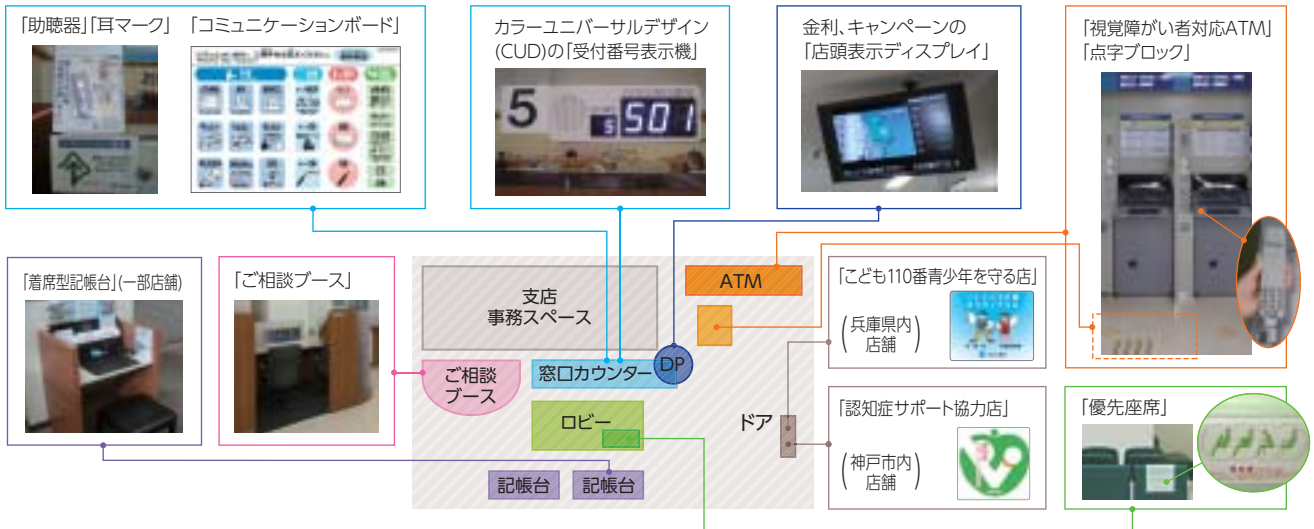 「助聴器」「耳マーク」
「コミュニケーションボード」
カラーユニバーサルデザイン
(CUD)の「受付番号表示機」
5
S
501
金利、キャンペーンの
「店頭表示ディスプレイ」
「視覚障がい者対応ATM」
「点字ブロック」
「着席型記帳台」(一部店舗)
「ご相談ブース」
支店
事務スペース
ATM
ご相談
ブース
窓口カウンター
DP
ロビー
ドア
記帳台
記帳台
「こども110番青少年を守る店」
(兵庫県内
店舗)
「認知症サポート協力店」
(神戸市内
店舗)
「優先座席」